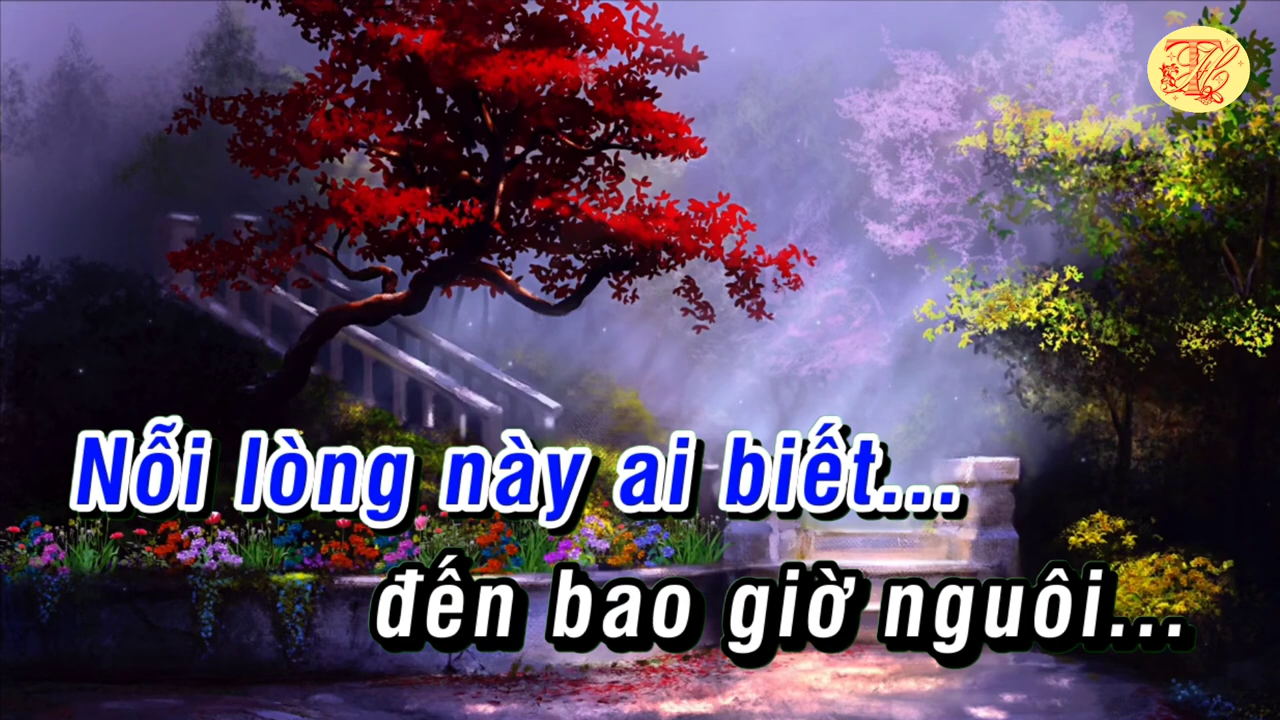 Nỗi lòng này ai biết...
đến bao giờ nguôi...